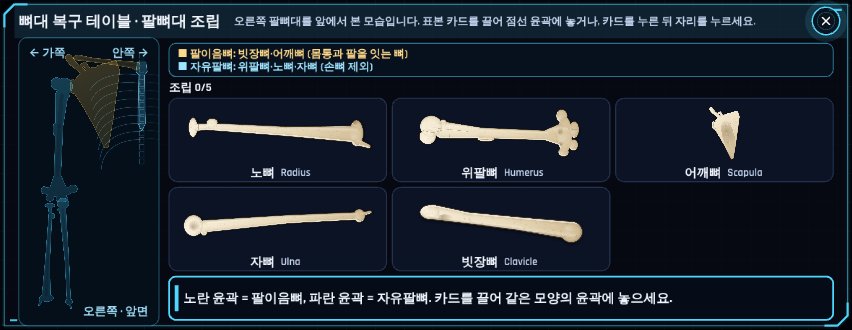 뼈대 복구 테이블 · 팔뼈대 조립
오른쪽 팔뼈대를 앞에서 본 모습입니다. 표본 카드를 끌어 점선 윤곽에 놓거나, 카드를 누른 뒤 자리를 누르세요.
← 가쪽
안쪽 →
팔이음뼈: 빗장뼈·어깨뼈 (몸통과 팔을 잇는 뼈)
자유팔뼈: 위팔뼈·노뼈·자뼈 (손뼈 제외)
조립 0/5
노뼈 Radius
위팔뼈 Humerus
어깨뼈 Scapula
자뼈 Ulna
빗장뼈 Clavicle
오른쪽 · 앞면
노란 윤곽 = 팔이음뼈, 파란 윤곽 = 자유팔뼈. 카드를 끌어 같은 모양의 윤곽에 놓으세요.